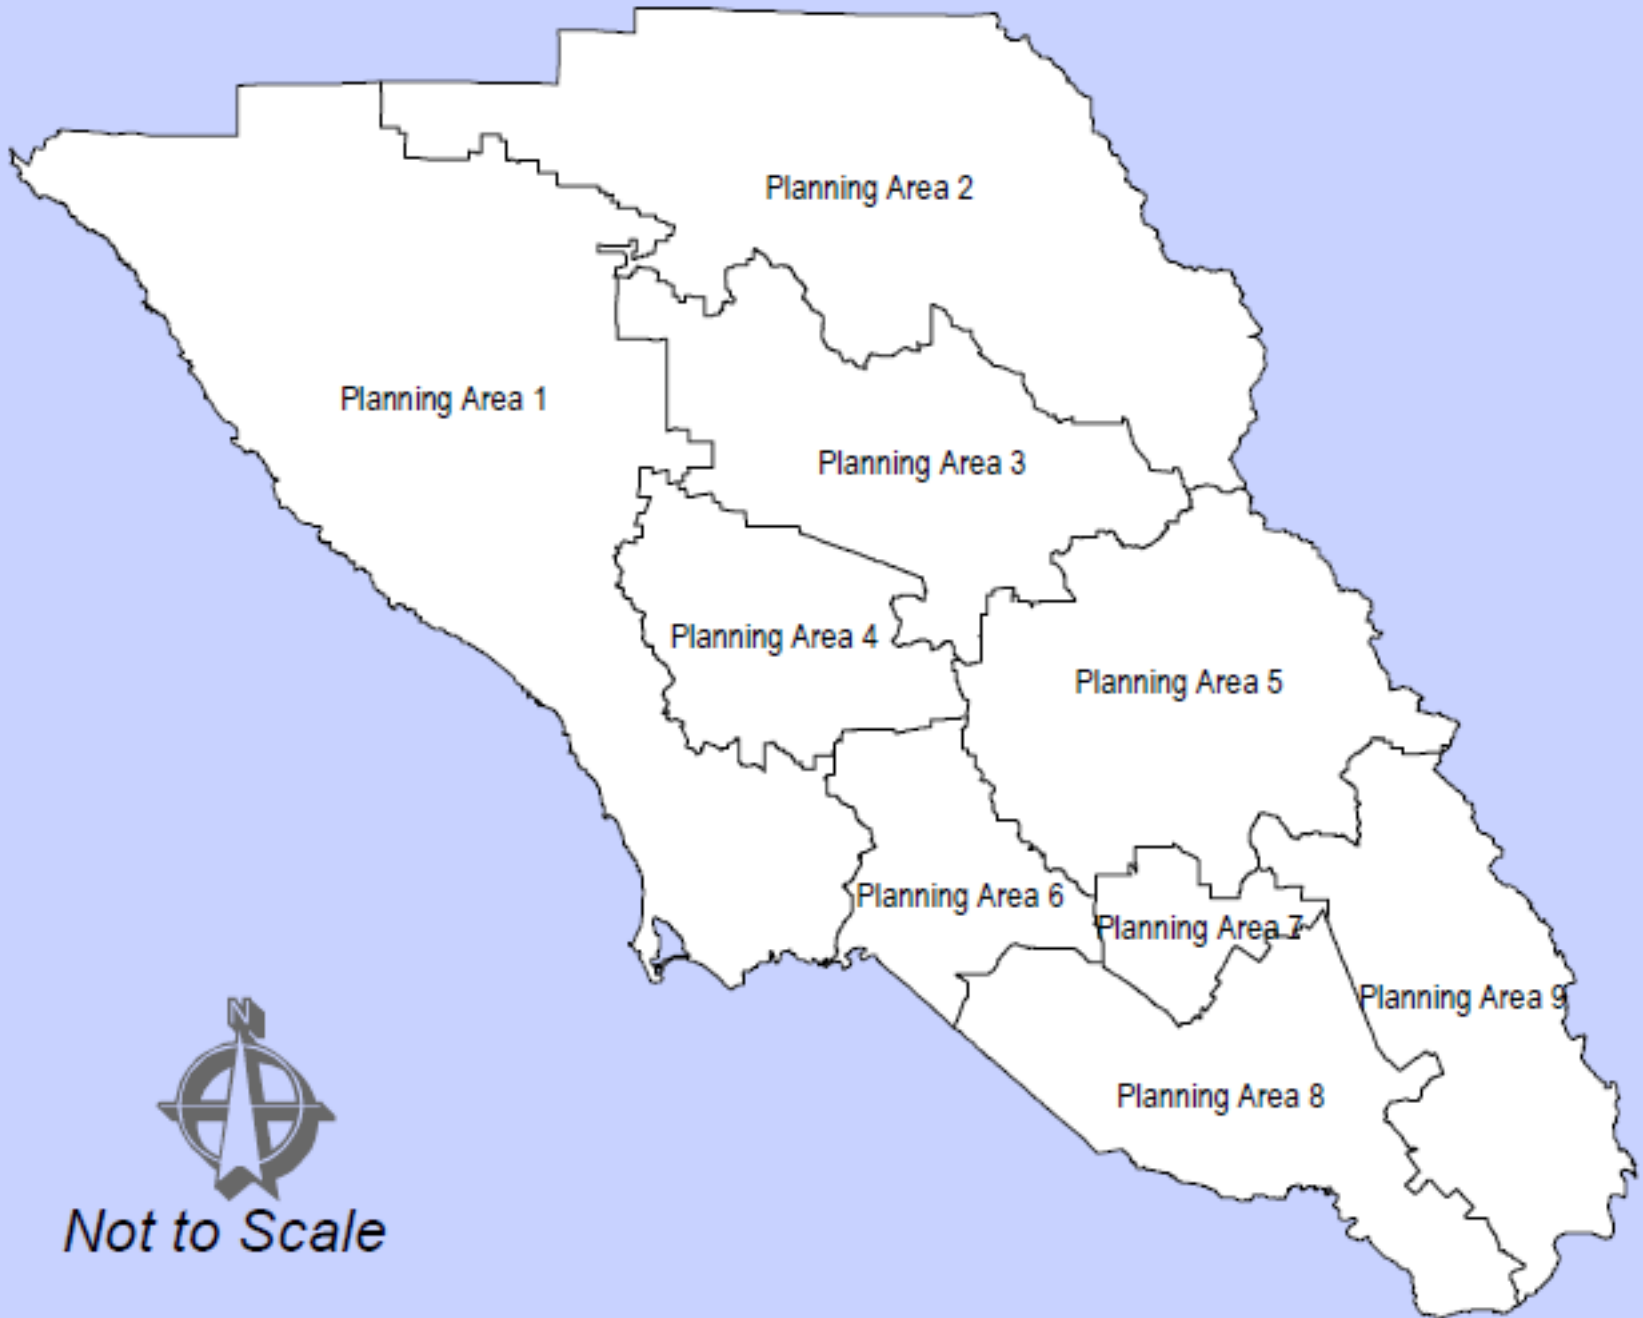 Planning Area 2
Planning Area 1
Planning Area 3
Planning Area 4
Planning Area 5
Planning Area 6
Planning Area 7
Planning Area 9
Planning Area 8
N
Not to Scale